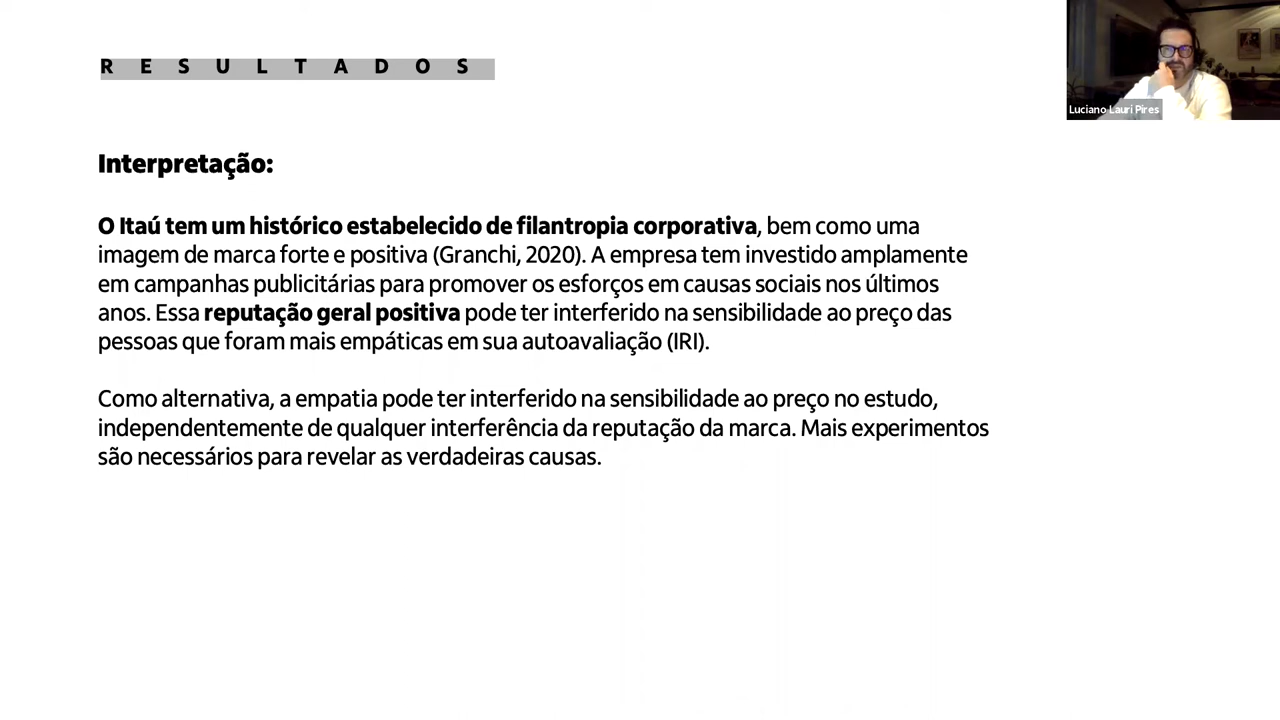 RESULTADOS
Luciano Lauri Pires
Interpretação:
O Itaú tem um histórico estabelecido de filantropia corporativa, bem como uma
imagem de marca forte e positiva (Granchi, 2020). A empresa tem investido amplamente
em campanhas publicitárias para promover os esforços em causas sociais nos últimos
anos. Essa reputação geral positiva pode ter interferido na sensibilidade ao preço das
pessoas que foram mais empáticas em sua autoavaliação (IRI).
Como alternativa, a empatia pode ter interferido na sensibilidade ao preço no estudo,
independentemente de qualquer interferência da reputação da marca. Mais experimentos
são necessários para revelar as verdadeiras causas.